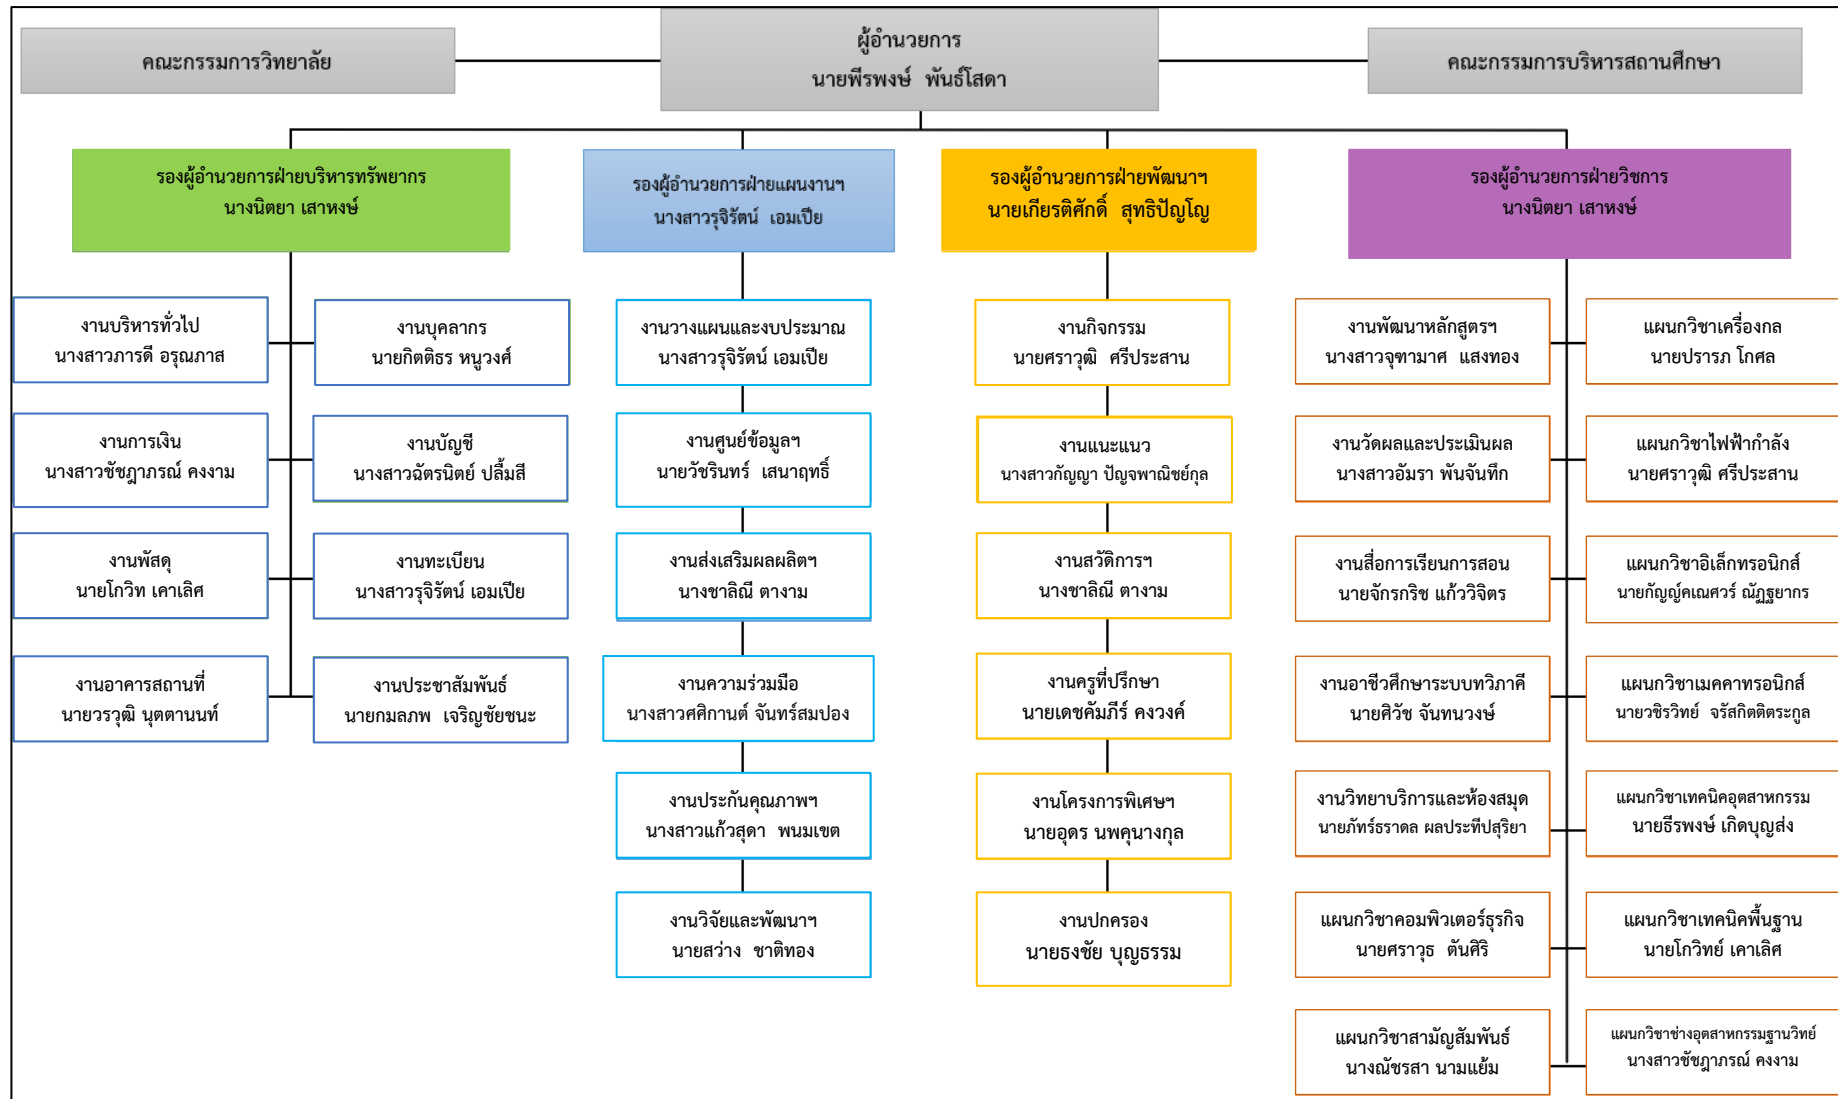 คณะกรรมการวิทยาลัย
ผู้อำนวยการ
นายพีรพงษ์ พันธ์โสดา
คณะกรรมการบริหารสถานศึกษา
รองผู้อำนวยการฝ่ายบริหารทรัพยากร
นางนิตยา เสาหงษ์
รองผู้อำนวยการฝ่ายแผนงานฯ
นางสาวรุจิรัตน์ เอมเปีย
รองผู้อำนวยการฝ่ายพัฒนาฯ
นายเกียรติศักดิ์ สุทธิปัญโญ
รองผู้อำนวยการฝ่ายวิชการ
นางนิตยา เสาหงษ์
งานบริหารทั่วไป
นางสาวภารดี อรุณภาส
งานบุคลากร
นายกิตติธร หนูวงศ์
งานการเงิน
นางสาวชัชฎาภรณ์ คงงาม
งานบัญชี
นางสาวฉัตรนิตย์ ปลื้มสี
งานพัสดุ
นายโกวิท เคาเลิศ
งานทะเบียน
นางสาวรุจิรัตน์ เอมเปีย
งานอาคารสถานที่
นายวรวุฒิ นุตตานนท์
งานประชาสัมพันธ์
นายกมลภพ เจริญชัยชนะ
งานวางแผนและงบประมาณ
นางสาวรุจิรัตน์ เอมเปีย
งานศูนย์ข้อมูลฯ
นายวัชรินทร์ เสนาฤทธิ์
งานส่งเสริมผลผลิตฯ
นางชาลิณี ตางาม
งานความร่วมมือ
นางสาวศศิกานต์ จันทร์สมปอง
งานประกันคุณภาพฯ
นางสาวแก้วสุดา พนมเขต
งานวิจัยและพัฒนาฯ
นายสว่าง ชาติทอง
งานกิจกรรม
นายศราวุฒิ ศรีประสาน
งานแนะแนว
นางสาวกัญญา ปัญจพาณิชย์กุล
งานสวัดิการฯ
นางชาลิณี ตางาม
งานครูที่ปรึกษา
นายเดชคัมภีร์ คงวงค์
งานโครงการพิเศษฯ
นายอุดร นพคุนางกุล
งานปกครอง
นายธงชัย บุญธรรม
งานพัฒนาหลักสูตรฯ
นางสาวจุฑามาศ แสงทอง
แผนกวิชาเครื่องกล
นายปรารภ โกศล
งานวัดผลและประเมินผล
นางสาวอัมรา พันจันทึก
แผนกวิชาไฟฟ้ากำลัง
นายศราวุฒิ ศรีประสาน
งานสื่อการเรียนการสอน
นายจักรกริช แก้ววิจิตร
แผนกวิชาอิเล็กทรอนิกส์
นายกัญญ์คเณศวร์ ณัฏฐยากร
งานอาชีวศึกษาระบบทวิภาคี
นายศิวัช จันทนวงษ์
แผนกวิชาเมคคาทรอนิกส์
นายวชิรวิทย์ จรัสกิตติตระกูล
งานวิทยาบริการและห้องสมุด
นายภัทร์ธราดล ผลประทีปสุริยา
แผนกวิชาเทคนิคอุตสาหกรรม
นายธีรพงษ์ เกิดบุญส่ง
แผนกวิชาคอมพิวเตอร์ธุรกิจ
นายศราวุธ ตันศิริ
แผนกวิชาเทคนิคพื้นฐาน
นายโกวิทย์ เคาเลิศ
แผนกวิชาสามัญสัมพันธ์
นางณัชรสา นามแย้ม
แผนกวิชาช่างอุตสาหกรรมฐานวิทย์
นางสาวชัชฎาภรณ์ คงงาม